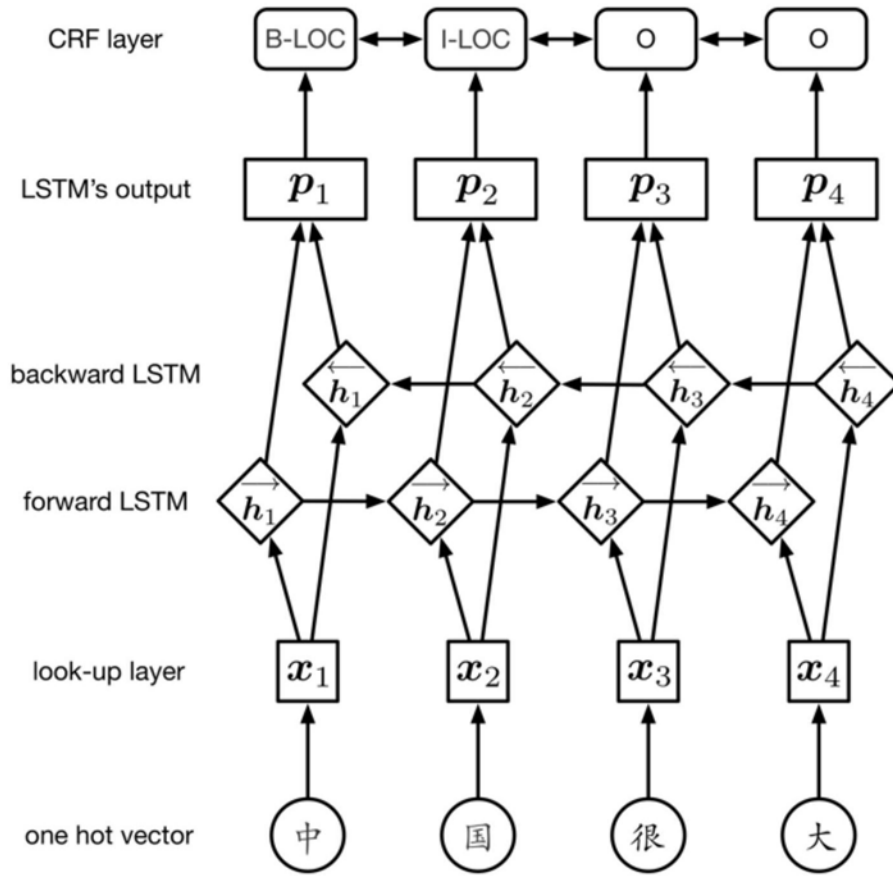 CRF layer B-LOC I-LOC O O
LSTM's output p₁ p₂ p₃ p₄
backward LSTM ←h₁ ←h₂ ←h₃ ←h₄
forward LSTM →h₁ →h₂ →h₃ →h₄
look-up layer x₁ x₂ x₃ x₄
one hot vector 中 国 很 大